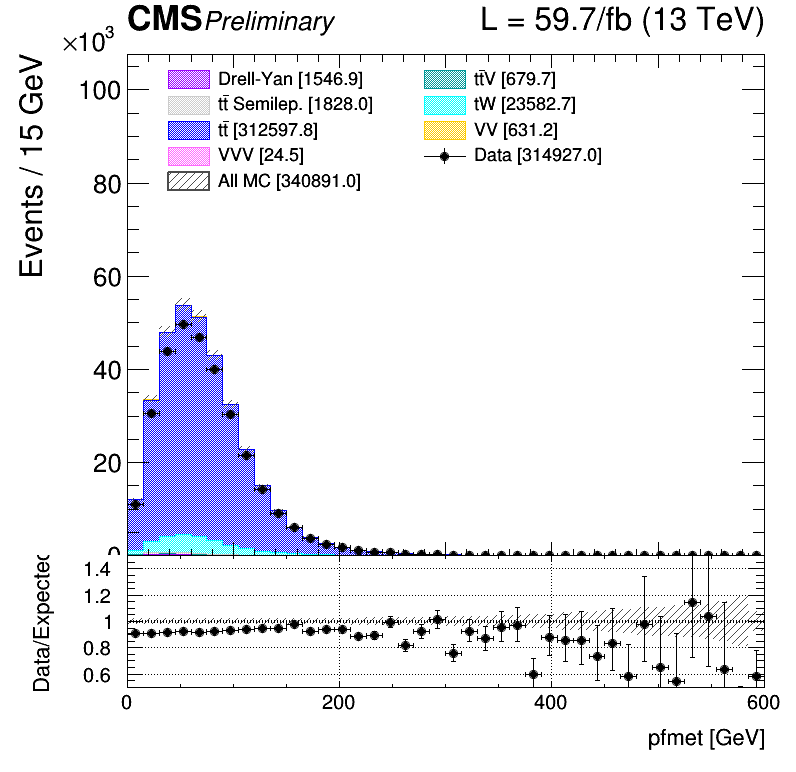 CMS Preliminary L = 59.7/fb (13 TeV)
×10³
Events / 15 GeV
100
80
60
40
20
0
Drell-Yan [1546.9]
tt̄ Semilep. [1828.0]
tt̄ [312597.8]
VVV [24.5]
All MC [340891.0]
tt̄V [679.7]
tW [23582.7]
VV [631.2]
Data [314927.0]
Data/Expected
1.4
1.2
1
0.8
0.6
0 200 400 600
pfmet [GeV]